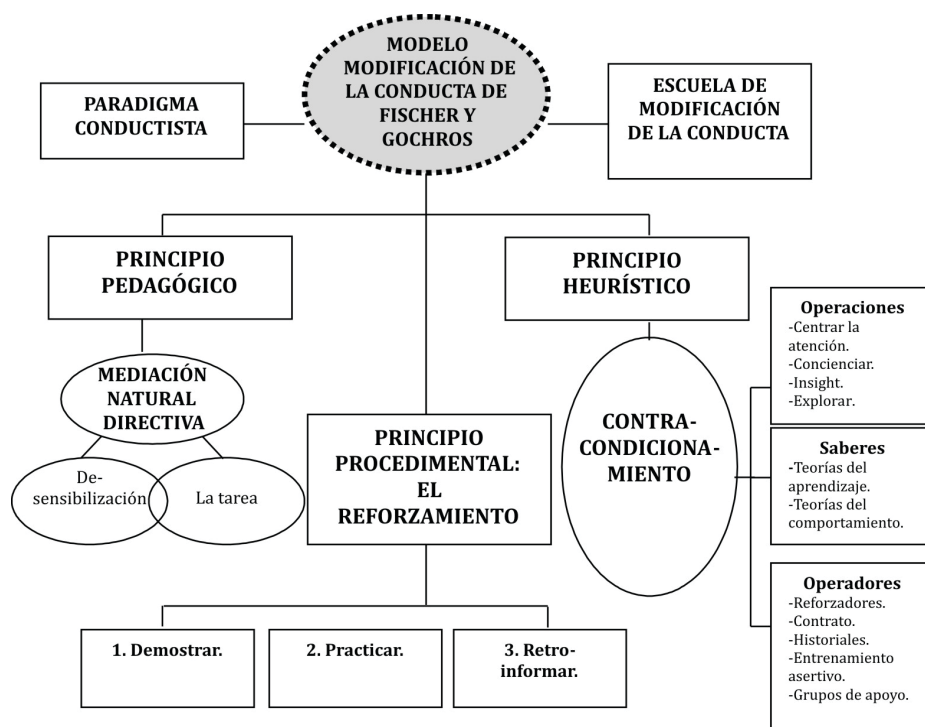 MODELO
MODIFICACIÓN DE
LA CONDUCTA DE
FISCHER Y
GOCHROS
PARADIGMA
CONDUCTISTA
ESCUELA DE
MODIFICACIÓN
DE LA CONDUCTA
PRINCIPIO
PEDAGÓGICO
PRINCIPIO
HEURÍSTICO
MEDIACIÓN
NATURAL
DIRECTIVA
De-
sensibilización
La tarea
PRINCIPIO
PROCEDIMENTAL:
EL
REFORZAMIENTO
CONTRA-
CONDICIONA-
MIENTO
Operaciones
-Centrar la
atención.
-Concienciar.
-Insight.
-Explorar.
Saberes
-Teorías del
aprendizaje.
-Teorías del
comportamiento.
Operadores
-Reforzadores.
-Contrato.
-Historiales.
-Entrenamiento
asertivo.
-Grupos de apoyo.
1. Demostrar.
2. Practicar.
3. Retro-
informar.